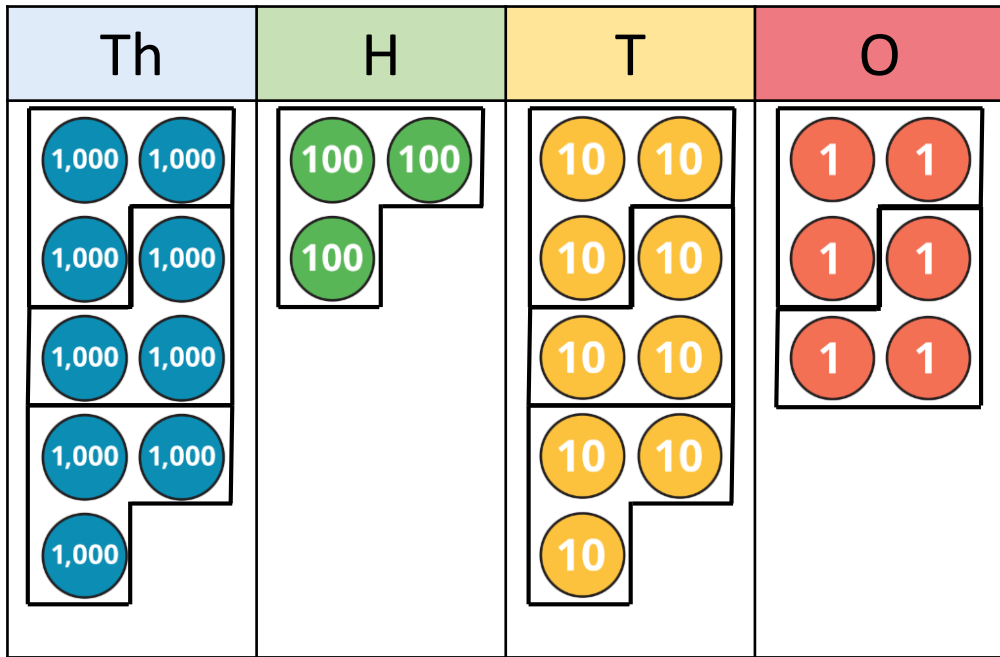 Th H T O
1,000 1,000 100 100 10 10 1 1
1,000 1,000 100 10 10 1 1
1,000 1,000 10 10 1 1
1,000 1,000 10 10
1,000 10